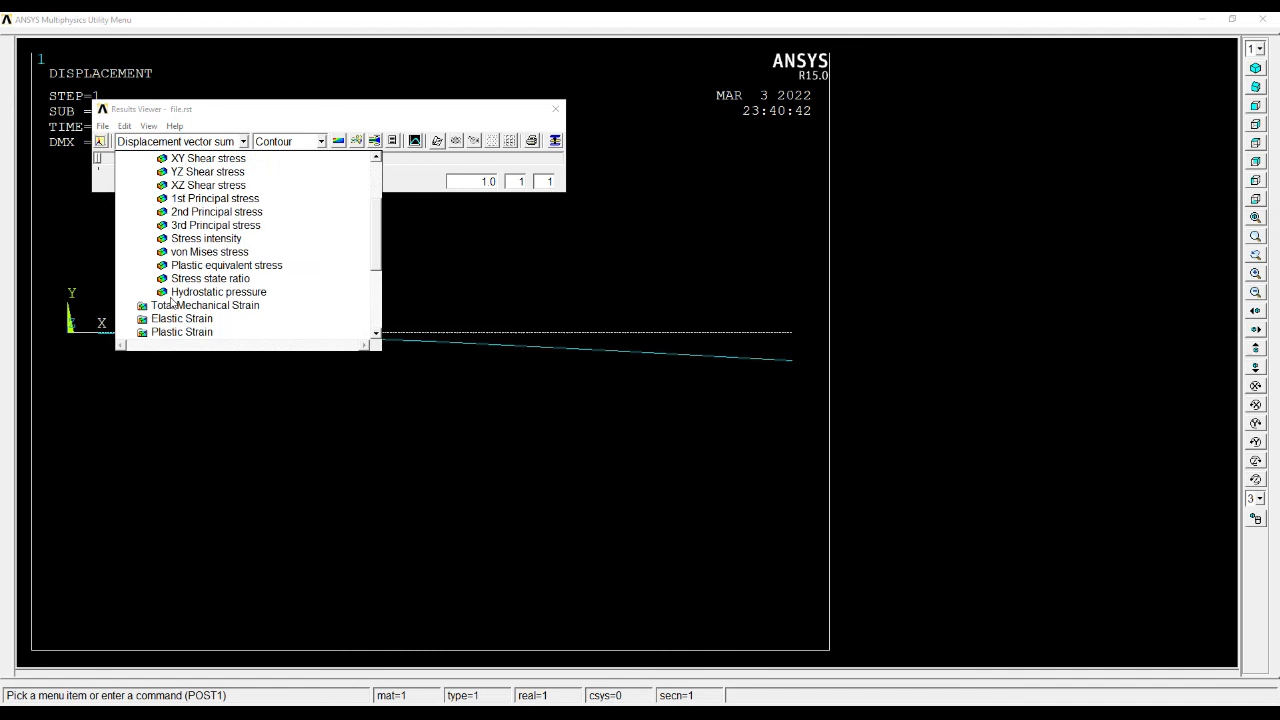 ANSYS Multiphysics Utility Menu
1
DISPLACEMENT
STEP=1
SUB =
TIME=
DMX =
ANSYS
R15.0
MAR 3 2022
23:40:42
Results Viewer - file.rst
File Edit View Help
Displacement vector sum Contour
XY Shear stress
YZ Shear stress
XZ Shear stress
1st Principal stress
2nd Principal stress
3rd Principal stress
Stress intensity
von Mises stress
Plastic equivalent stress
Stress state ratio
Hydrostatic pressure
Total Mechanical Strain
Elastic Strain
Plastic Strain
1.0 1 1
Y
Z X
1
3
Pick a menu item or enter a command (POST1) mat=1 type=1 real=1 csys=0 secn=1